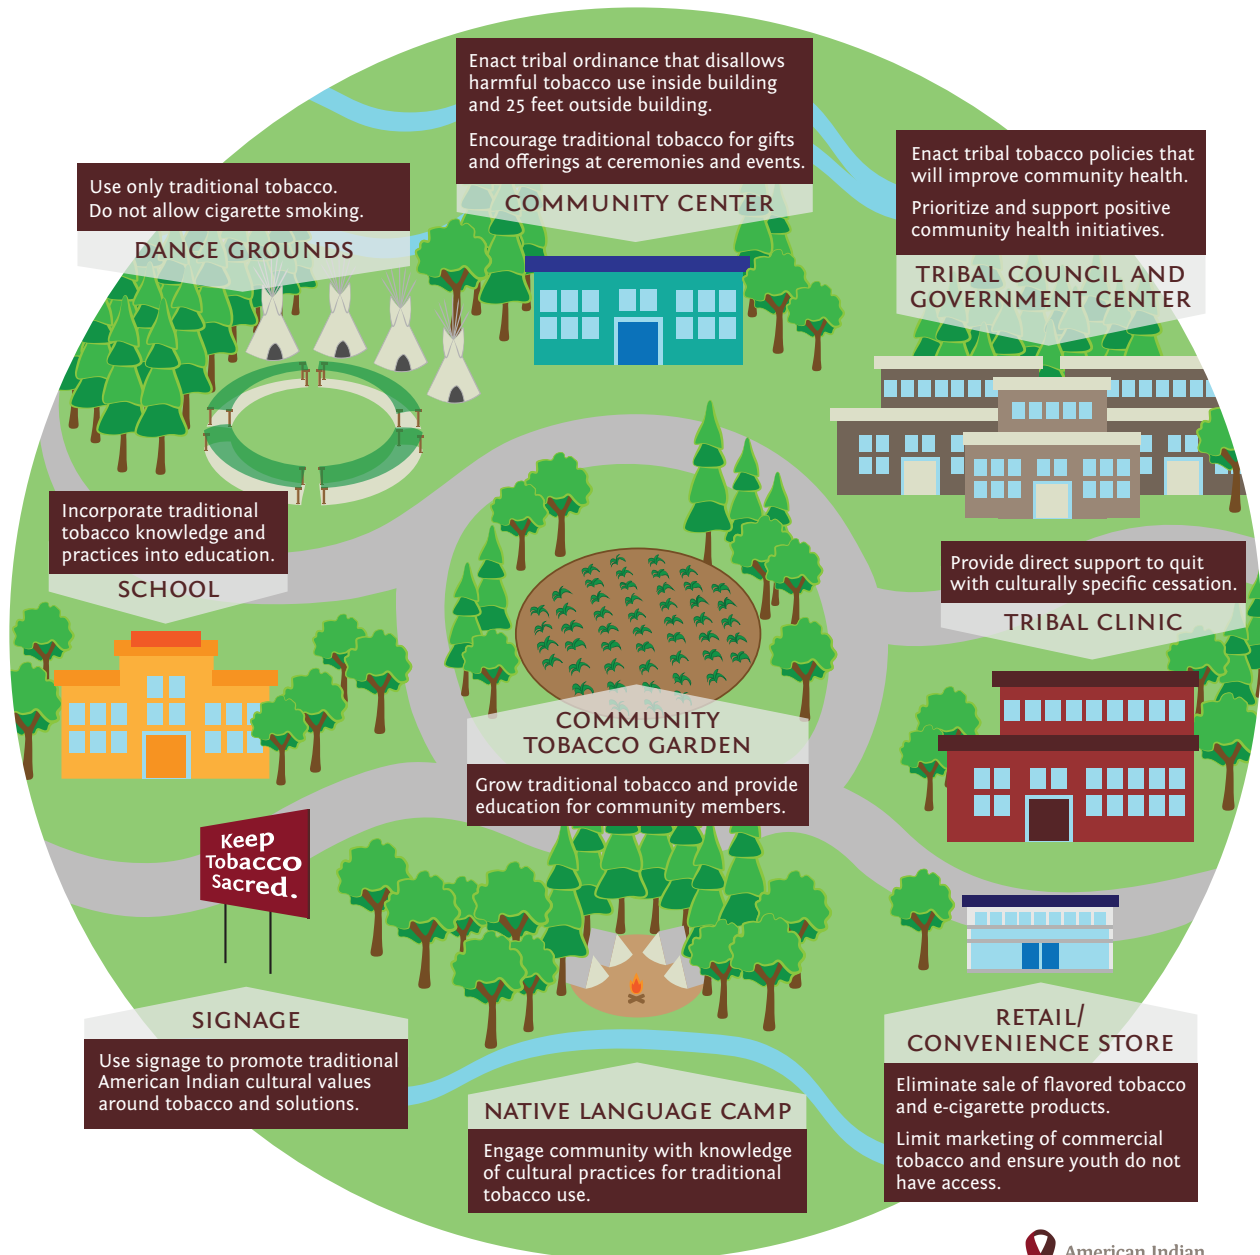 Enact tribal ordinance that disallows
harmful tobacco use inside building
and 25 feet outside building.
Encourage traditional tobacco for gifts
and offerings at ceremonies and events.
COMMUNITY CENTER
Use only traditional tobacco.
Do not allow cigarette smoking.
DANCE GROUNDS
Enact tribal tobacco policies that
will improve community health.
Prioritize and support positive
community health initiatives.
TRIBAL COUNCIL AND
GOVERNMENT CENTER
Incorporate traditional
tobacco knowledge and
practices into education.
SCHOOL
Provide direct support to quit
with culturally specific cessation.
TRIBAL CLINIC
COMMUNITY
TOBACCO GARDEN
Grow traditional tobacco and provide
education for community members.
Keep
Tobacco
Sacred.
SIGNAGE
Use signage to promote traditional
American Indian cultural values
around tobacco and solutions.
NATIVE LANGUAGE CAMP
Engage community with knowledge
of cultural practices for traditional
tobacco use.
RETAIL/
CONVENIENCE STORE
Eliminate sale of flavored tobacco
and e-cigarette products.
Limit marketing of commercial
tobacco and ensure youth do not
have access.
American Indian